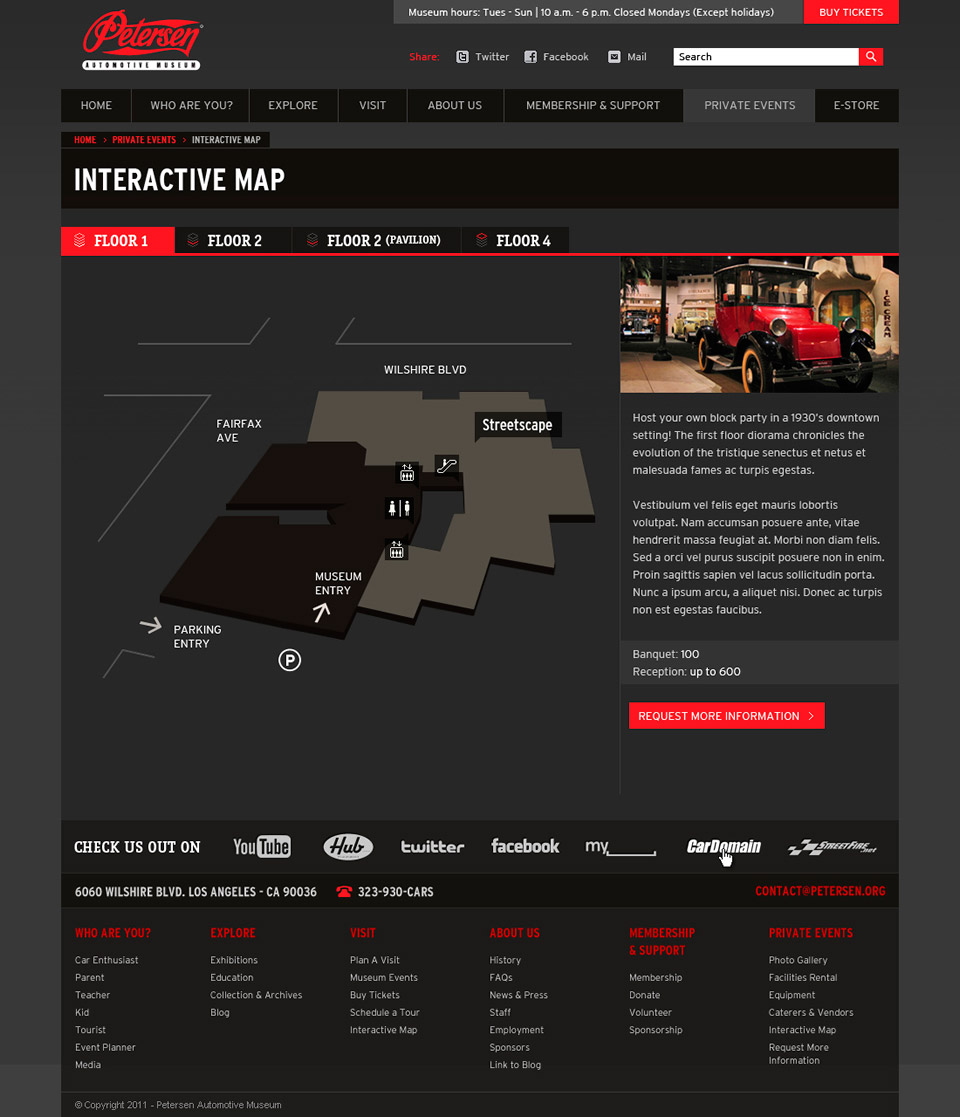 Petersen
AUTOMOTIVE MUSEUM
Museum hours: Tues - Sun | 10 a.m. - 6 p.m. Closed Mondays (Except holidays)
BUY TICKETS
Share: Twitter Facebook Mail
Search
HOME WHO ARE YOU? EXPLORE VISIT ABOUT US MEMBERSHIP & SUPPORT PRIVATE EVENTS E-STORE
HOME > PRIVATE EVENTS > INTERACTIVE MAP
INTERACTIVE MAP
FLOOR 1 FLOOR 2 FLOOR 2 (PAVILION) FLOOR 4
WILSHIRE BLVD
FAIRFAX
AVE
Streetscape
MUSEUM
ENTRY
PARKING
ENTRY
P
ICE CREAM
Host your own block party in a 1930's downtown
setting! The first floor diorama chronicles the
evolution of the tristique senectus et netus et
malesuada fames ac turpis egestas.
Vestibulum vel felis eget mauris lobortis
volutpat. Nam accumsan posuere ante, vitae
hendrerit massa feugiat at. Morbi non diam felis.
Sed a orci vel purus suscipit posuere non in enim.
Proin sagittis sapien vel lacus sollicitudin porta.
Nunc a ipsum arcu, a aliquet nisi. Donec ac turpis
non est egestas faucibus.
Banquet: 100
Reception: up to 600
REQUEST MORE INFORMATION >
CHECK US OUT ON YouTube Hub twitter facebook my CarDomain StreetFire.net
6060 WILSHIRE BLVD. LOS ANGELES - CA 90036 323-930-CARS CONTACT@PETERSEN.ORG
WHO ARE YOU?
Car Enthusiast
Parent
Teacher
Kid
Tourist
Event Planner
Media
EXPLORE
Exhibitions
Education
Collection & Archives
Blog
VISIT
Plan A Visit
Museum Events
Buy Tickets
Schedule a Tour
Interactive Map
ABOUT US
History
FAQs
News & Press
Staff
Employment
Sponsors
Link to Blog
MEMBERSHIP
& SUPPORT
Membership
Donate
Volunteer
Sponsorship
PRIVATE EVENTS
Photo Gallery
Facilities Rental
Equipment
Caterers & Vendors
Interactive Map
Request More
Information
© Copyright 2011 - Petersen Automotive Museum